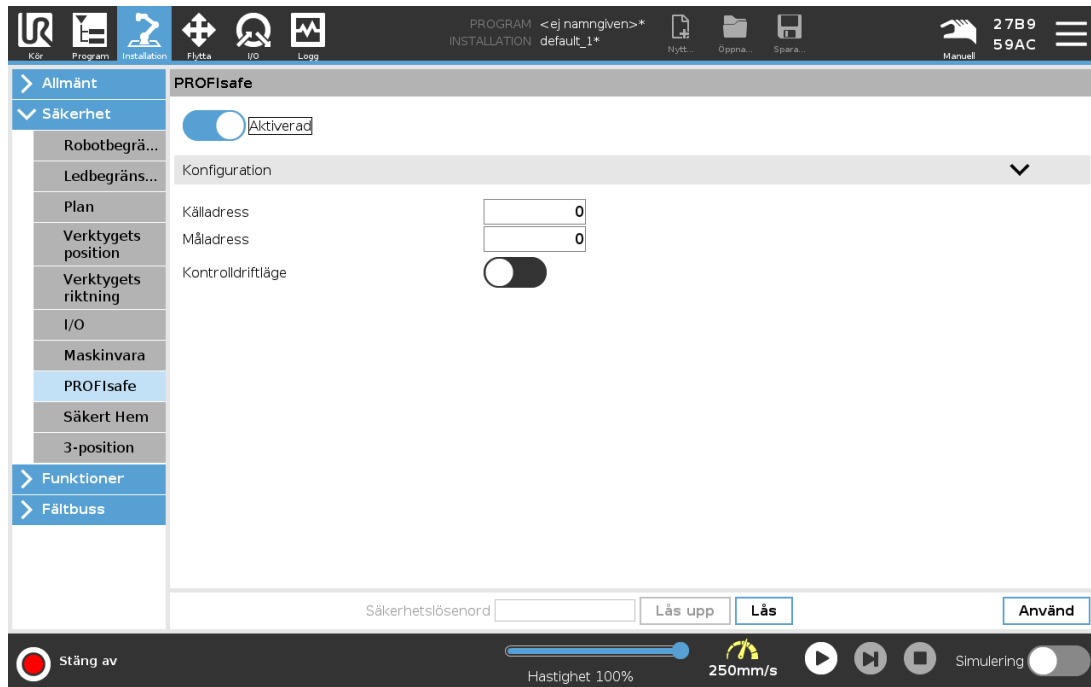 PROGRAM <ej namngiven>*
INSTALLATION default_1*
Kör
Program
Installation
Flytta
I/O
Logg
Nytt...
Öppna...
Spara...
Manuell
27B9
59AC
Allmänt
Säkerhet
Robotbegrä...
Ledbegräns...
Plan
Verktygets
position
Verktygets
riktning
I/O
Maskinvara
PROFIsafe
Säkert Hem
3-position
Funktioner
Fältbuss
PROFIsafe
Aktiverad
Konfiguration
Källadress 0
Måladress 0
Kontrolldriftläge
Säkerhetslösenord Lås upp Lås Använd
Stäng av
Hastighet 100%
250mm/s
Simulering